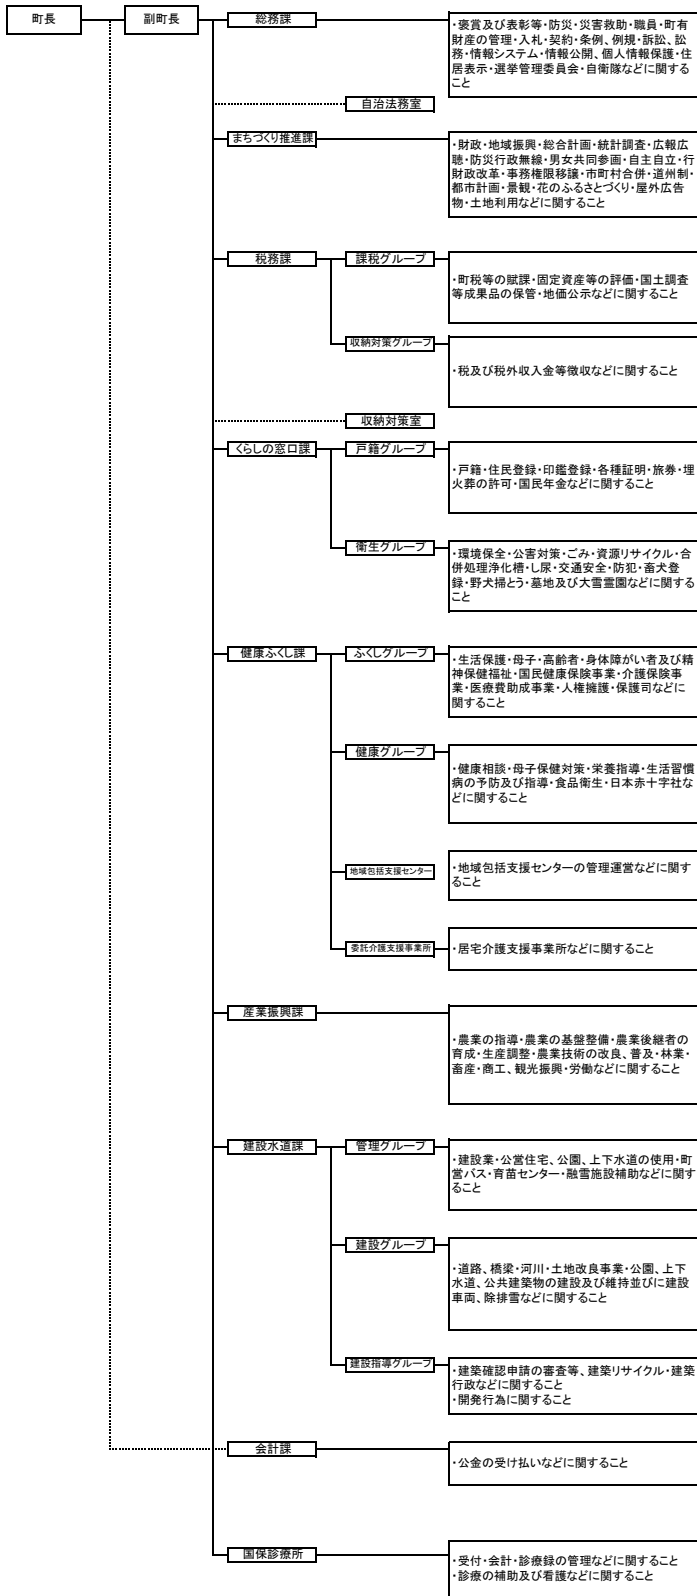 町長
副町長
総務課
・褒賞及び表彰等・防災・災害救助・職員・町有
財産の管理・入札・契約・条例、例規・訴訟、訟
務・情報システム・情報公開、個人情報保護・住
居表示・選挙管理委員会・自衛隊などに関する
こと
自治法務室
まちづくり推進課
・財政・地域振興・総合計画・統計調査・広報広
聴・防災行政無線・男女共同参画・自主自立・行
財政改革・事務権限移譲・市町村合併・道州制・
都市計画・景観・花のふるさとづくり・屋外広告
物・土地利用などに関すること
税務課
課税グループ
・町税等の賦課・固定資産等の評価・国土調査
等成果品の保管・地価公示などに関すること
収納対策グループ
・税及び税外収入金等徴収などに関すること
収納対策室
くらしの窓口課
戸籍グループ
・戸籍・住民登録・印鑑登録・各種証明・旅券・埋
火葬の許可・国民年金などに関すること
衛生グループ
・環境保全・公害対策・ごみ・資源リサイクル・合
併処理浄化槽・し尿・交通安全・防犯・畜犬登
録・野犬掃とう・墓地及び大雪霊園などに関する
こと
健康ふくし課
ふくしグループ
・生活保護・母子・高齢者・身体障がい者及び精
神保健福祉・国民健康保険事業・介護保険事
業・医療費助成事業・人権擁護・保護司などに
関すること
健康グループ
・健康相談・母子保健対策・栄養指導・生活習慣
病の予防及び指導・食品衛生・日本赤十字社な
どに関すること
地域包括支援センター
・地域包括支援センターの管理運営などに関す
ること
委託介護支援事業所
・居宅介護支援事業所などに関すること
産業振興課
・農業の指導・農業の基盤整備・農業後継者の
育成・生産調整・農業技術の改良、普及・林業・
畜産・商工、観光振興・労働などに関すること
建設水道課
管理グループ
・建設業・公営住宅、公園、上下水道の使用・町
営バス・育苗センター・融雪施設補助などに関す
ること
建設グループ
・道路、橋梁・河川・土地改良事業・公園、上下
水道、公共建築物の建設及び維持並びに建設
車両、除排雪などに関すること
建設指導グループ
・建築確認申請の審査等、建築リサイクル・建築
行政などに関すること
・開発行為に関すること
会計課
・公金の受け払いなどに関すること
国保診療所
・受付・会計・診療録の管理などに関すること
・診療の補助及び看護などに関すること